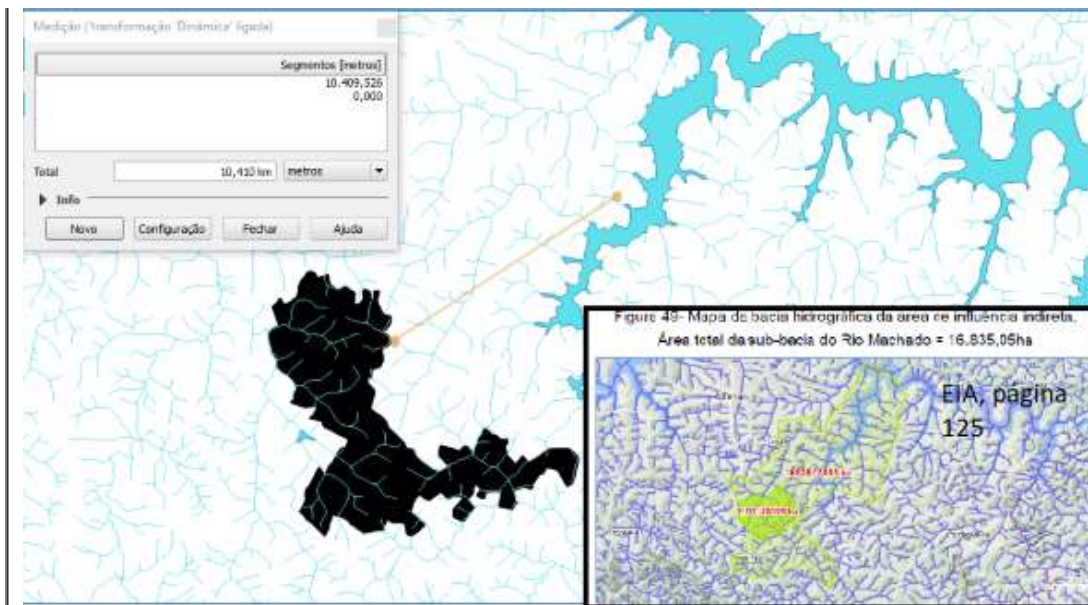 Medição ('transformação 'Dinâmica' ligada)
Segmentos [metros]
10.409,526
0,000
Total 10,410 km metros
Info
Novo Configuração Fechar Ajuda
Figura 49- Mapa da bacia hidrográfica da área de influência indireta.
Área total da sub-bacia do Rio Machado = 16.835,05ha
EIA, página
125